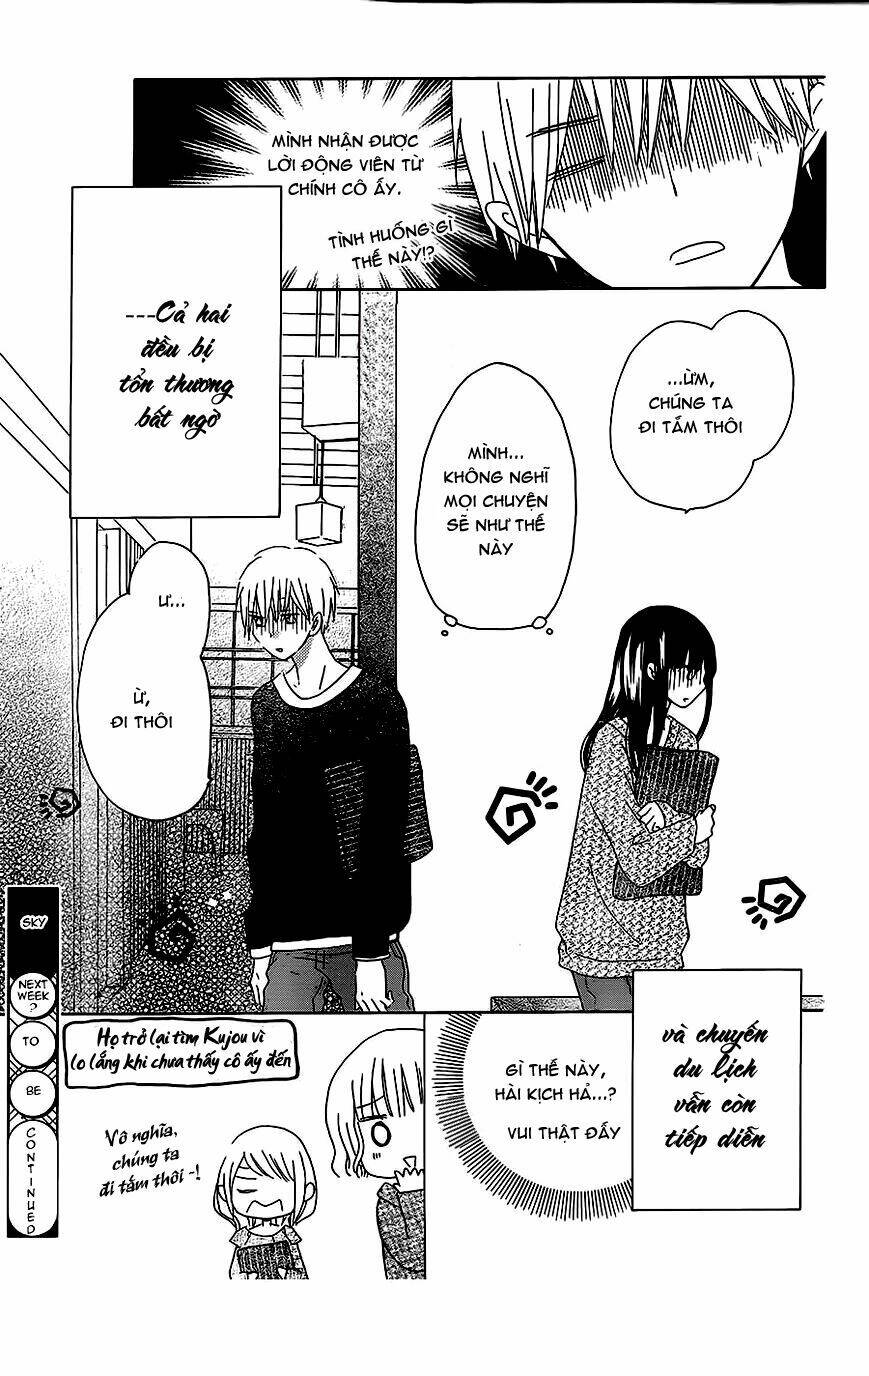 MÌNH NHẬN ĐƯỢC
LỜI ĐỘNG VIÊN TỪ
CHÍNH CÔ ẤY.
TÌNH HUỐNG GÌ
THẾ NÀY!?
---Cả hai
đều bị
tổn thương
bất ngờ
...ỪM,
CHÚNG TA
ĐI TẮM THÔI
MÌNH...
KHÔNG NGHĨ
MỌI CHUYỆN
SẼ NHƯ THẾ
NÀY
Ư...
Ừ,
ĐI THÔI
và chuyến
du lịch
vẫn còn
tiếp diễn
GÌ THẾ NÀY,
HÀI KỊCH HẢ...?
VUI THẬT ĐẤY
Họ trở lại tìm Kujou vì
lo lắng khi chưa thấy cô ấy đến
Vô nghĩa,
chúng ta
đi tắm thôi -!
SKY
NEXT
WEEK
?
TO
BE
CONTINUED